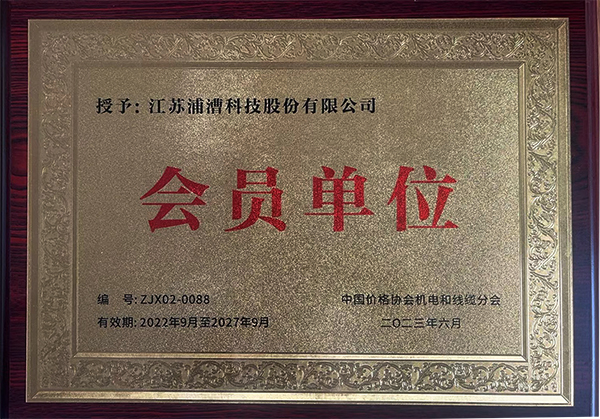 授予: 江苏浦漕科技股份有限公司
会员单位
编 号: ZJX02-0088
中国价格协会机电和线缆分会
有效期: 2022年9月至2027年9月
二〇二三年六月